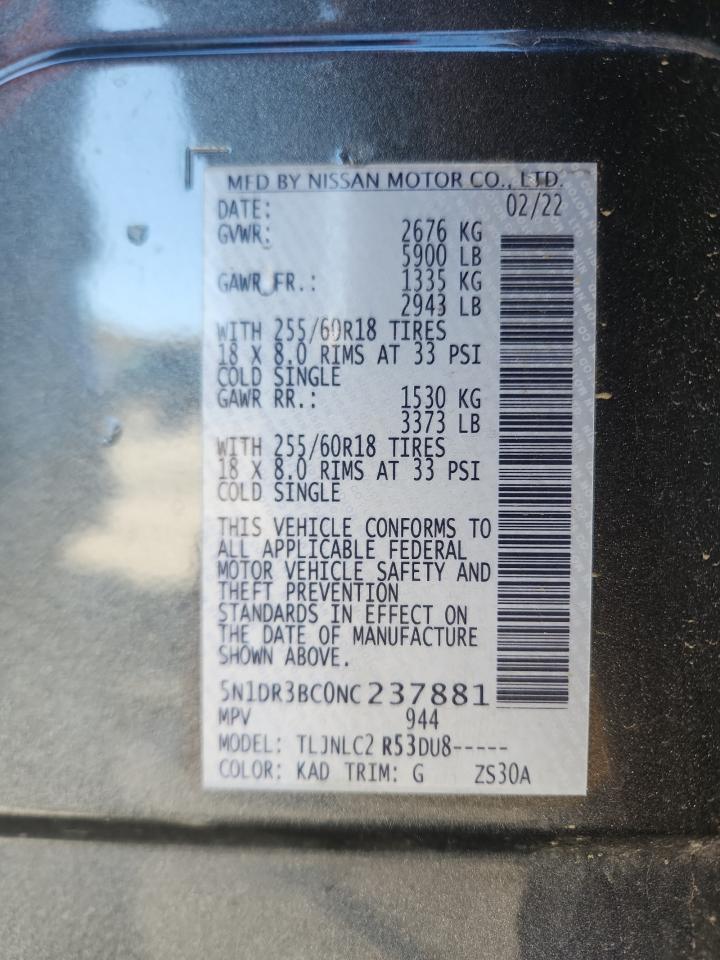 MFD BY NISSAN MOTOR CO., LTD.
DATE: 02/22
GVWR: 2676 KG
5900 LB
GAWR FR.: 1335 KG
2943 LB
WITH 255/60R18 TIRES
18 X 8.0 RIMS AT 33 PSI
COLD SINGLE
GAWR RR.: 1530 KG
3373 LB
WITH 255/60R18 TIRES
18 X 8.0 RIMS AT 33 PSI
COLD SINGLE
THIS VEHICLE CONFORMS TO
ALL APPLICABLE FEDERAL
MOTOR VEHICLE SAFETY AND
THEFT PREVENTION
STANDARDS IN EFFECT ON
THE DATE OF MANUFACTURE
SHOWN ABOVE.
5N1DR3BC0NC237881
MPV 944
MODEL: TLJNLC2 R53DU8-----
COLOR: KAD TRIM: G ZS30A